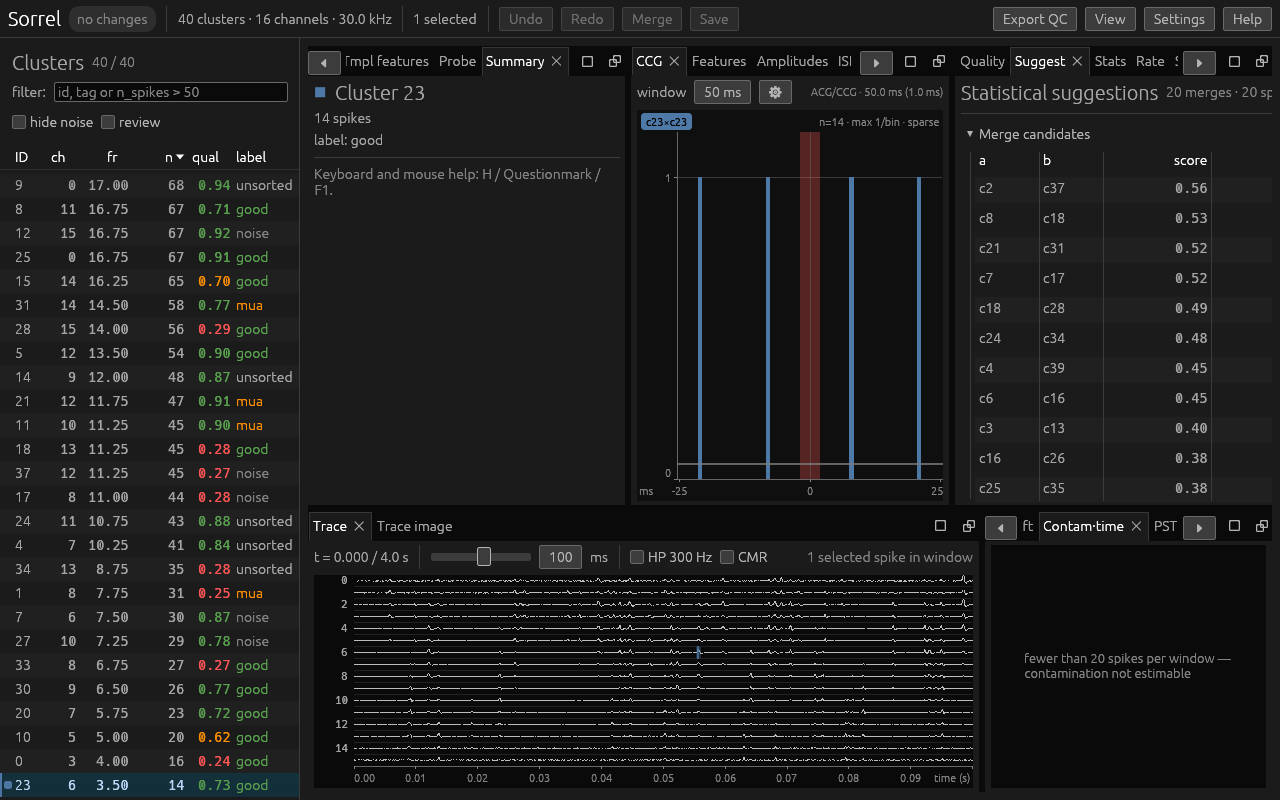 Sorrel no changes 40 clusters · 16 channels · 30.0 kHz 1 selected Undo Redo Merge Save Export QC View Settings Help
Clusters 40 / 40
filter: id, tag or n_spikes > 50
hide noise review
ID ch fr n qual label
9 0 17.00 68 0.94 unsorted
8 11 16.75 67 0.71 good
12 15 16.75 67 0.92 noise
25 0 16.75 67 0.91 good
15 14 16.25 65 0.70 good
31 14 14.50 58 0.77 mua
28 15 14.00 56 0.29 good
5 12 13.50 54 0.90 good
14 9 12.00 48 0.87 unsorted
21 12 11.75 47 0.91 mua
11 10 11.25 45 0.90 mua
18 13 11.25 45 0.28 good
37 12 11.25 45 0.27 noise
17 8 11.00 44 0.28 noise
24 11 10.75 43 0.88 unsorted
4 7 10.25 41 0.84 unsorted
34 13 8.75 35 0.28 unsorted
1 8 7.75 31 0.25 mua
7 6 7.50 30 0.87 noise
27 10 7.25 29 0.78 noise
33 8 6.75 27 0.27 good
30 9 6.50 26 0.77 good
20 7 5.75 23 0.72 good
10 5 5.00 20 0.62 good
0 3 4.00 16 0.24 good
23 6 3.50 14 0.73 good
Tmpl features Probe Summary
Cluster 23
14 spikes
label: good
Keyboard and mouse help: H / Questionmark /
F1.
CCG Features Amplitudes ISI
window 50 ms ACG/CCG · 50.0 ms (1.0 ms)
c23×c23 n=14 · max 1/bin · sparse
1
0
ms -25 0 25
Quality Suggest Stats Rate
Statistical suggestions 20 merges · 20 sp
Merge candidates
a b score
c2 c37 0.56
c8 c18 0.53
c21 c31 0.52
c7 c17 0.52
c18 c28 0.49
c24 c34 0.48
c4 c39 0.45
c6 c16 0.45
c3 c13 0.40
c16 c26 0.38
c25 c35 0.38
Trace Trace image
t = 0.000 / 4.0 s 100 ms HP 300 Hz CMR 1 selected spike in window
0
2
4
6
8
10
12
14
0.00 0.01 0.02 0.03 0.04 0.05 0.06 0.07 0.08 0.09 time (s)
ft Contam·time PST
fewer than 20 spikes per window —
contamination not estimable